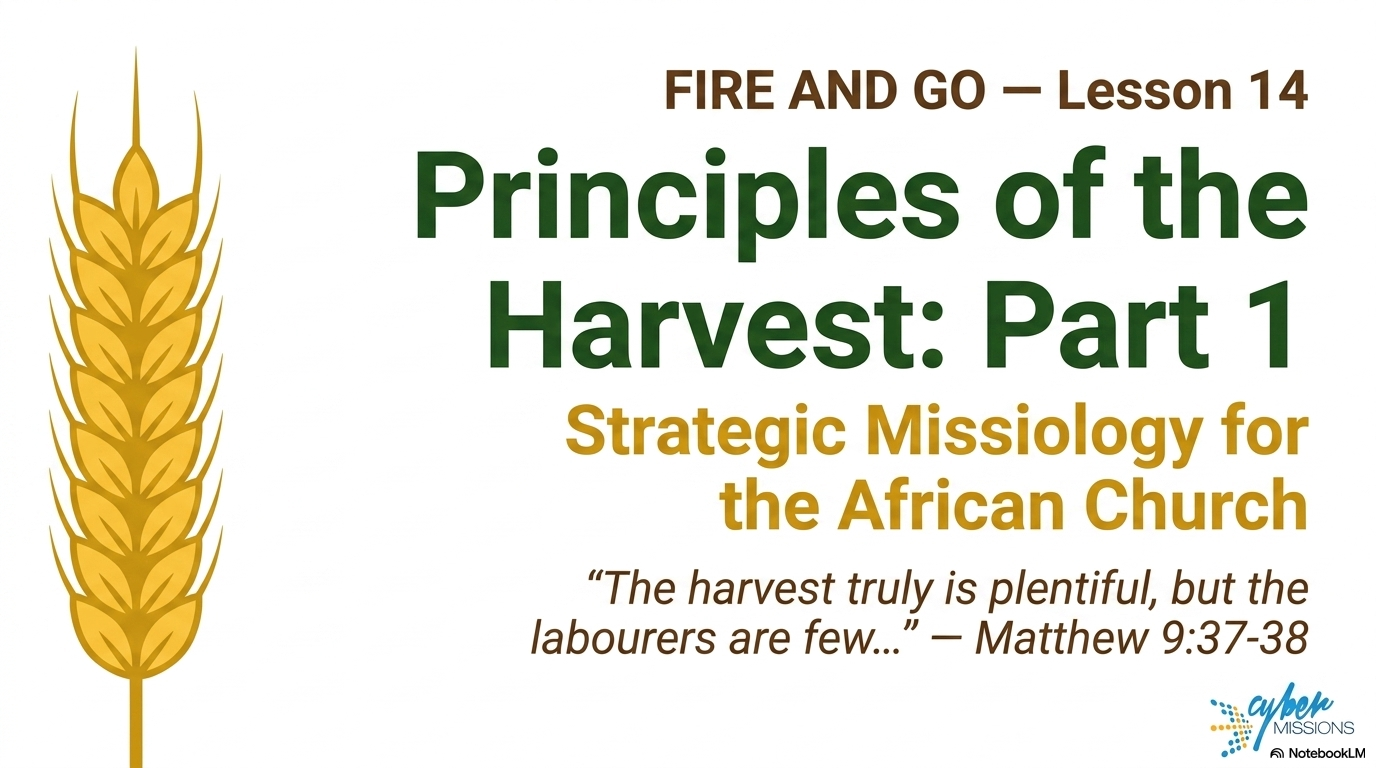 FIRE AND GO — Lesson 14
Principles of the
Harvest: Part 1
Strategic Missiology for
the African Church
“The harvest truly is plentiful, but the
labourers are few...” — Matthew 9:37-38
cyber
MISSIONS
NotebookLM